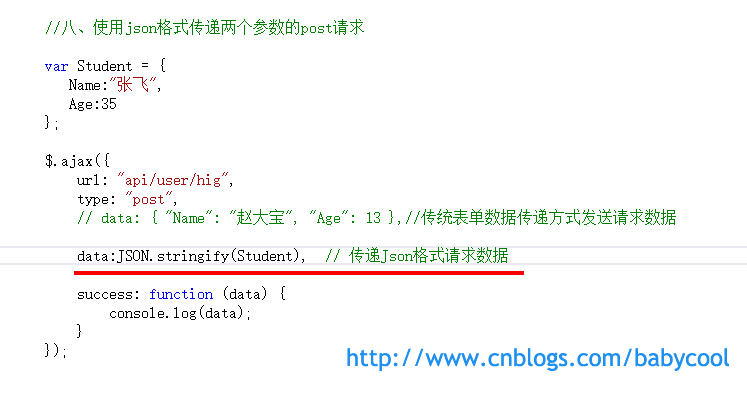 //八、使用json格式传递两个参数的post请求
var Student = {
Name:"张飞",
Age:35
};
$.ajax({
url: "api/user/hig",
type: "post",
// data: { "Name": "赵大宝", "Age": 13 },//传统表单数据传递方式发送请求数据
data:JSON.stringify(Student), // 传递Json格式请求数据
success: function (data) {
console.log(data);
}
});
http://www.cnblogs.com/babycool